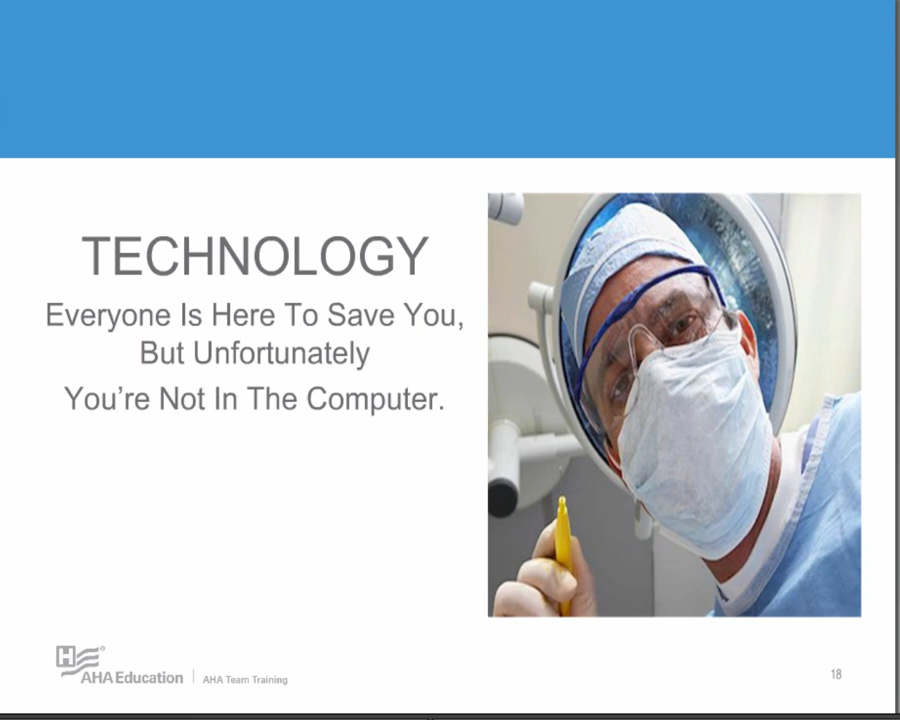 TECHNOLOGY
Everyone Is Here To Save You,
But Unfortunately
You’re Not In The Computer.
H
AHA Education | AHA Team Training
18